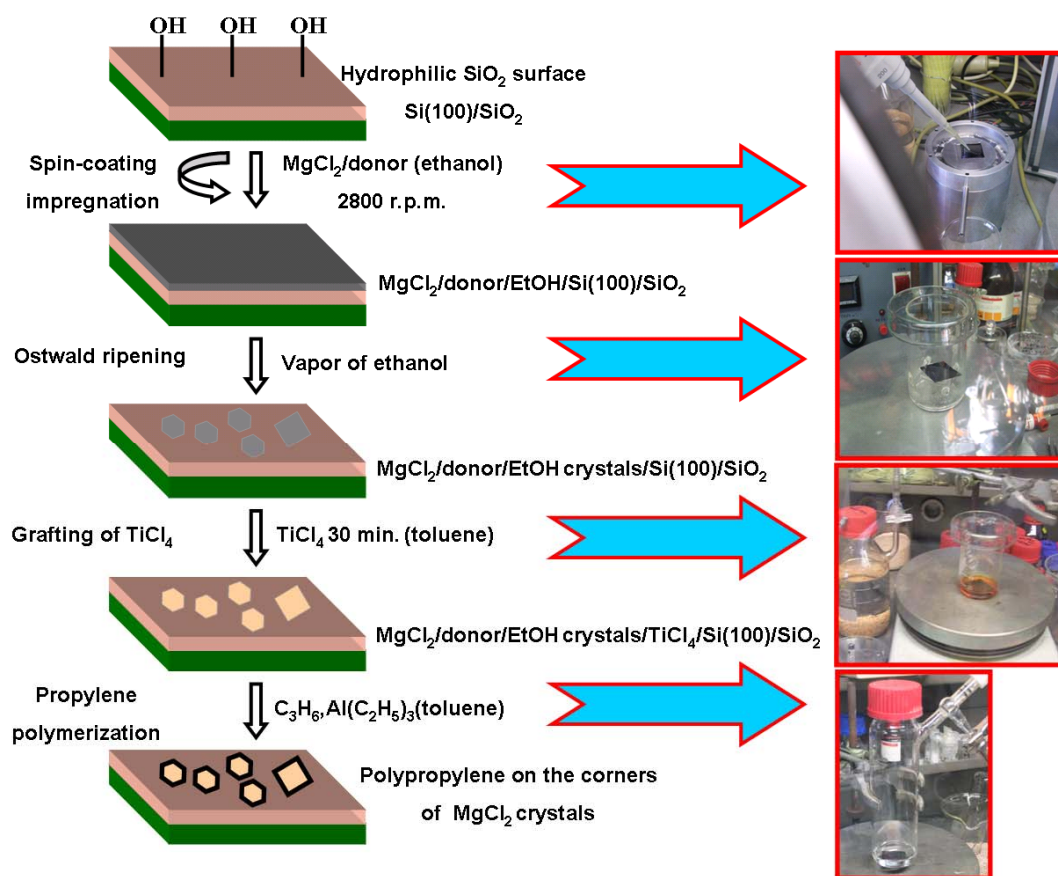 OH OH OH
Hydrophilic SiO₂ surface
Si(100)/SiO₂
Spin-coating
impregnation
MgCl₂/donor (ethanol)
2800 r.p.m.
MgCl₂/donor/EtOH/Si(100)/SiO₂
Ostwald ripening
Vapor of ethanol
MgCl₂/donor/EtOH crystals/Si(100)/SiO₂
Grafting of TiCl₄
TiCl₄ 30 min. (toluene)
MgCl₂/donor/EtOH crystals/TiCl₄/Si(100)/SiO₂
Propylene
polymerization
C₃H₆,Al(C₂H₅)₃(toluene)
Polypropylene on the corners
of MgCl₂ crystals